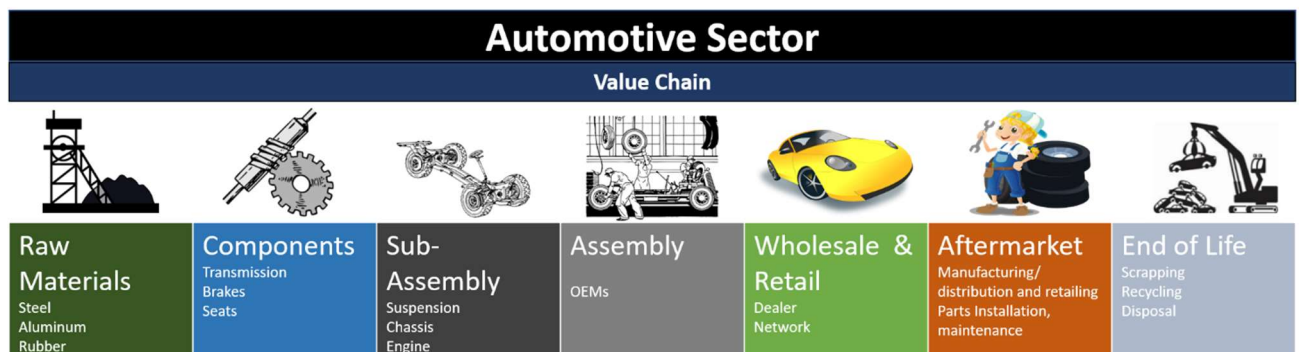 Automotive Sector
Value Chain
Raw
Materials
Steel
Aluminum
Rubber
Components
Transmission
Brakes
Seats
Sub-
Assembly
Suspension
Chassis
Engine
Assembly
OEMs
Wholesale &
Retail
Dealer
Network
Aftermarket
Manufacturing/
distribution and retailing
Parts Installation,
maintenance
End of Life
Scrapping
Recycling
Disposal